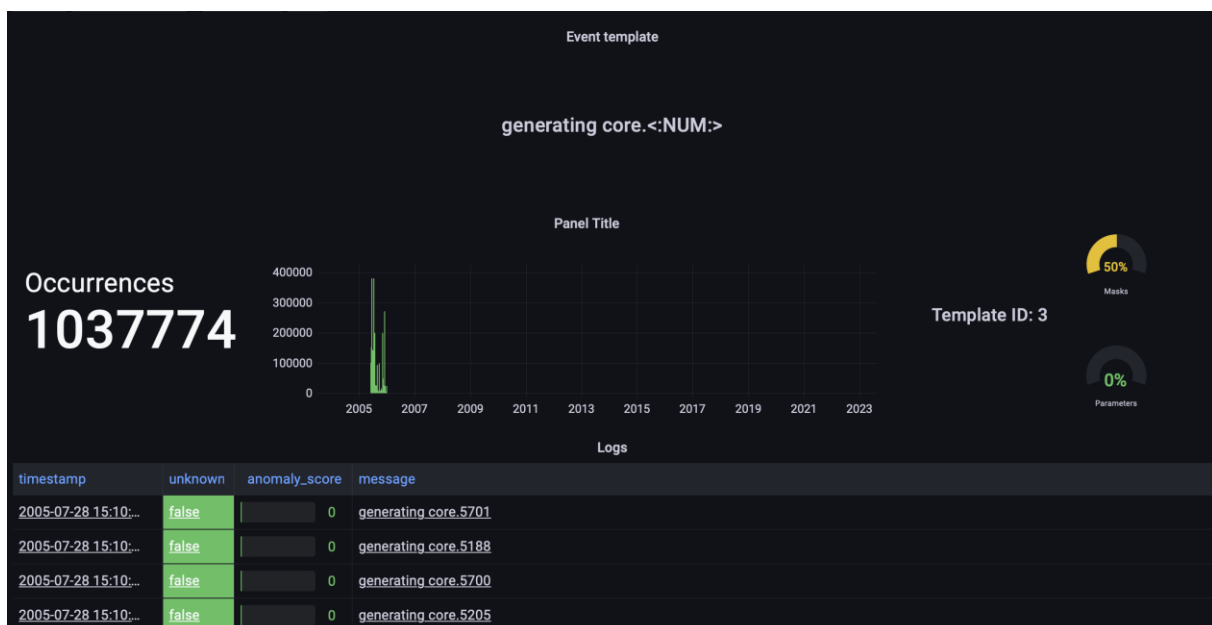 Event template
generating core.<:NUM:>
Panel Title
Occurrences
1037774
400000
300000
200000
100000
0
2005 2007 2009 2011 2013 2015 2017 2019 2021 2023
Template ID: 3
50%
Masks
0%
Parameters
Logs
timestamp unknown anomaly_score message
2005-07-28 15:10:... false 0 generating core.5701
2005-07-28 15:10:... false 0 generating core.5188
2005-07-28 15:10:... false 0 generating core.5700
2005-07-28 15:10:... false 0 generating core.5205